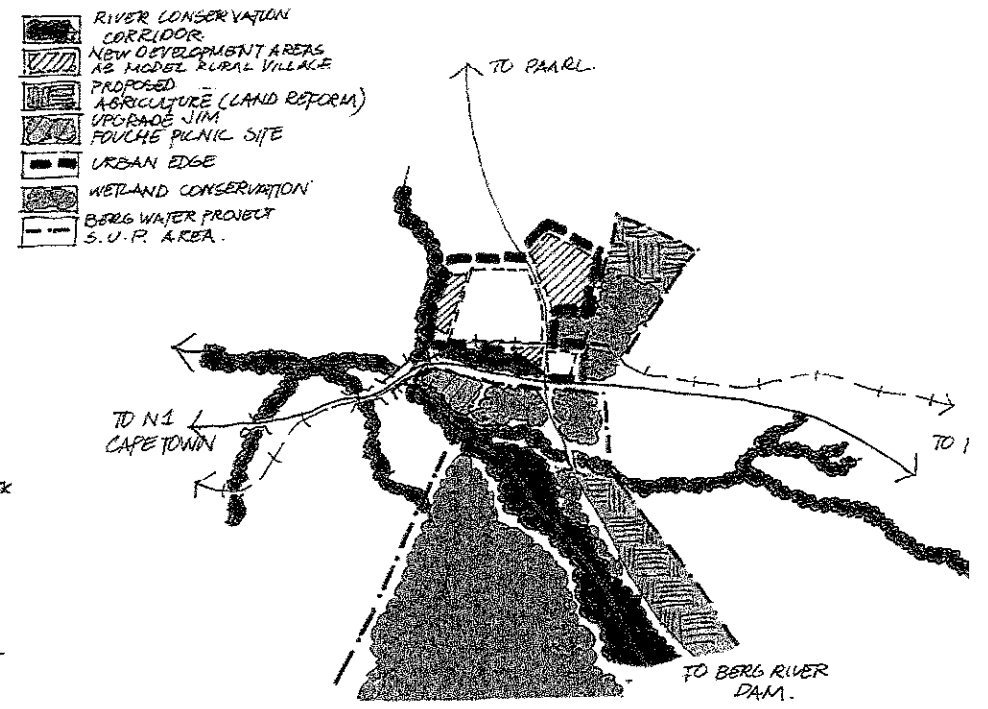 RIVER CONSERVATION
CORRIDOR
NEW DEVELOPMENT AREAS
AS MODEL RURAL VILLAGE
PROPOSED
AGRICULTURE (LAND REFORM)
UPGRADE JIM
FOUCHE PICNIC SITE
URBAN EDGE
WETLAND CONSERVATION
BERG WATER PROJECT
S.U.P. AREA.
TO PAARL.
TO N1
CAPE TOWN
TO
TO BERG RIVER
DAM.